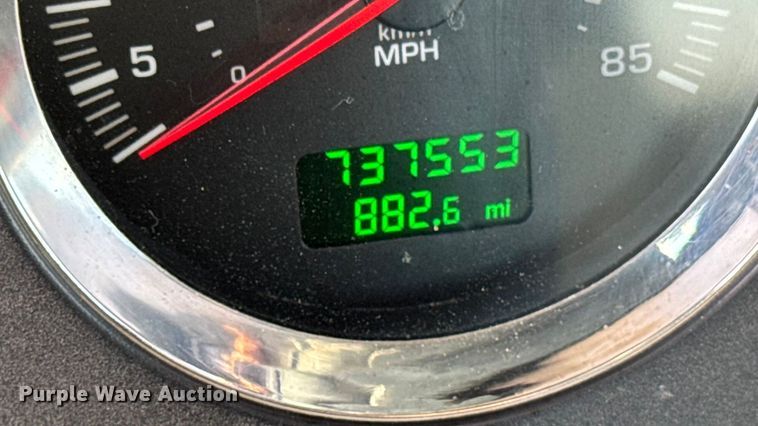 km/h
MPH
5
0
85
737553
882.6 mi
Purple Wave Auction